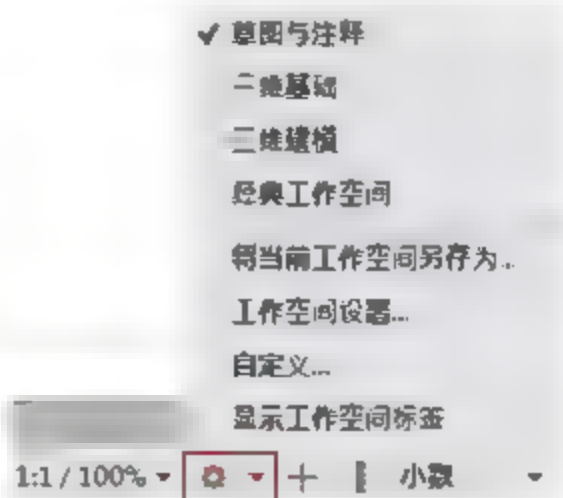 草图与注释
三维基础
三维建模
经典工作空间
将当前工作空间另存为...
工作空间设置...
自定义...
显示工作空间标签
1:1 / 100% 小数